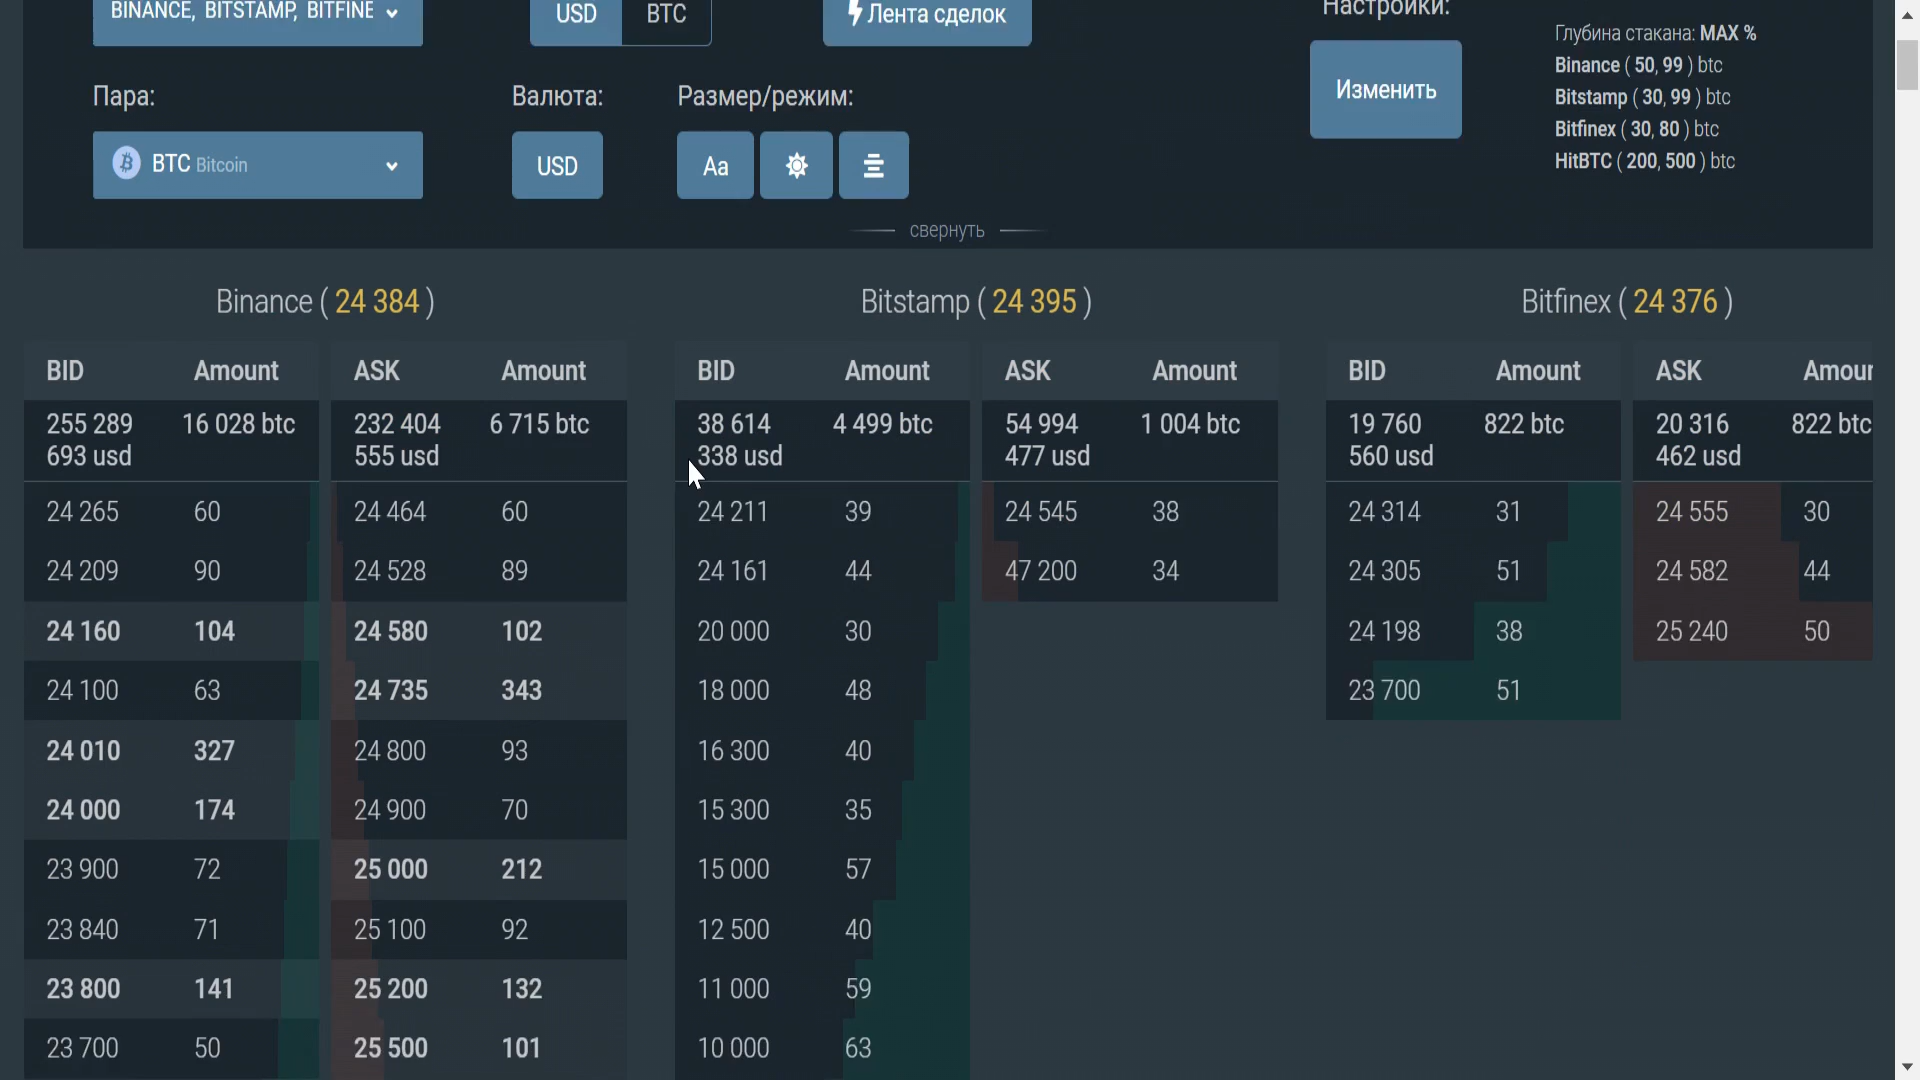 BINANCE, BITSTAMP, BITFINE
USD BTC
Лента сделок
Настройки:
Изменить
Глубина стакана: MAX %
Binance ( 50, 99 ) btc
Bitstamp ( 30, 99 ) btc
Bitfinex ( 30, 80 ) btc
HitBTC ( 200, 500 ) btc
Пара:
BTC Bitcoin
Валюта:
USD
Размер/режим:
Aa
свернуть
Binance ( 24 384 )
BID Amount ASK Amount
255 289 16 028 btc 232 404 6 715 btc
693 usd 555 usd
24 265 60 24 464 60
24 209 90 24 528 89
24 160 104 24 580 102
24 100 63 24 735 343
24 010 327 24 800 93
24 000 174 24 900 70
23 900 72 25 000 212
23 840 71 25 100 92
23 800 141 25 200 132
23 700 50 25 500 101
Bitstamp ( 24 395 )
BID Amount ASK Amount
38 614 4 499 btc 54 994 1 004 btc
338 usd 477 usd
24 211 39 24 545 38
24 161 44 47 200 34
20 000 30
18 000 48
16 300 40
15 300 35
15 000 57
12 500 40
11 000 59
10 000 63
Bitfinex ( 24 376 )
BID Amount ASK Amour
19 760 822 btc 20 316 822 btc
560 usd 462 usd
24 314 31 24 555 30
24 305 51 24 582 44
24 198 38 25 240 50
23 700 51